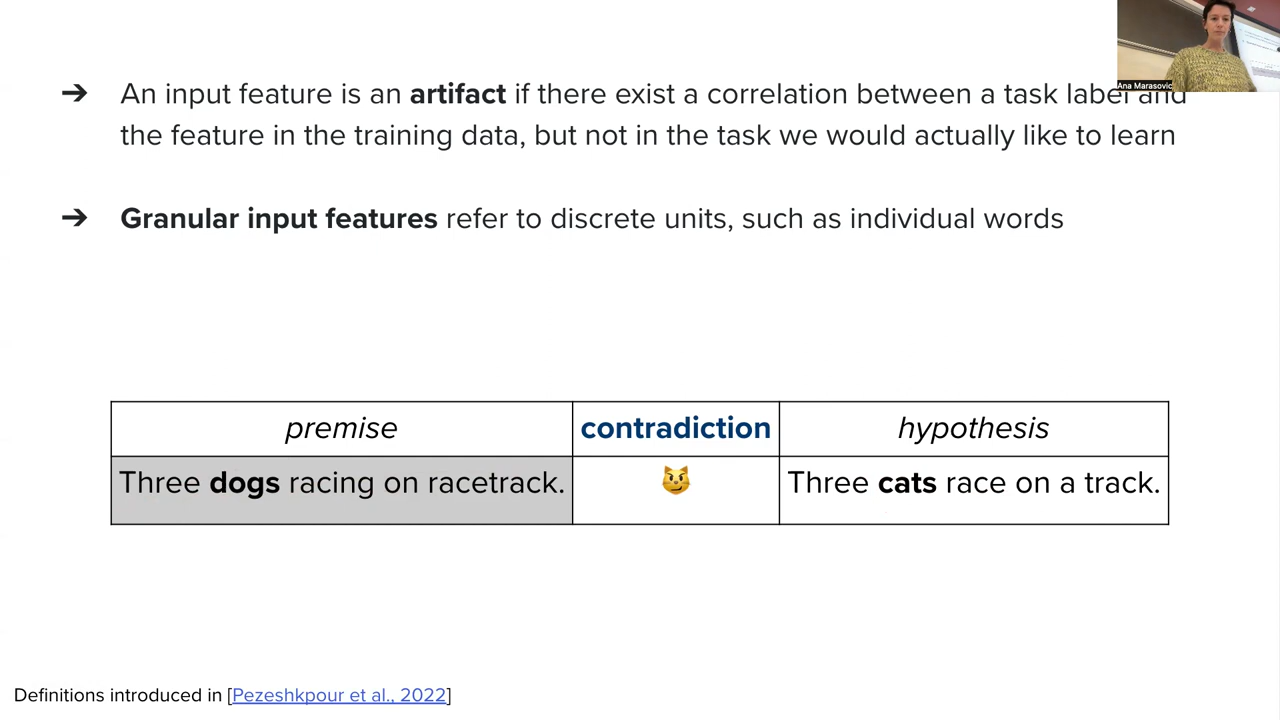 Ana Marasovic
➔ An input feature is an artifact if there exist a correlation between a task label and
the feature in the training data, but not in the task we would actually like to learn
➔ Granular input features refer to discrete units, such as individual words
premise contradiction hypothesis
Three dogs racing on racetrack. 😼 Three cats race on a track.
Definitions introduced in [Pezeshkpour et al., 2022]